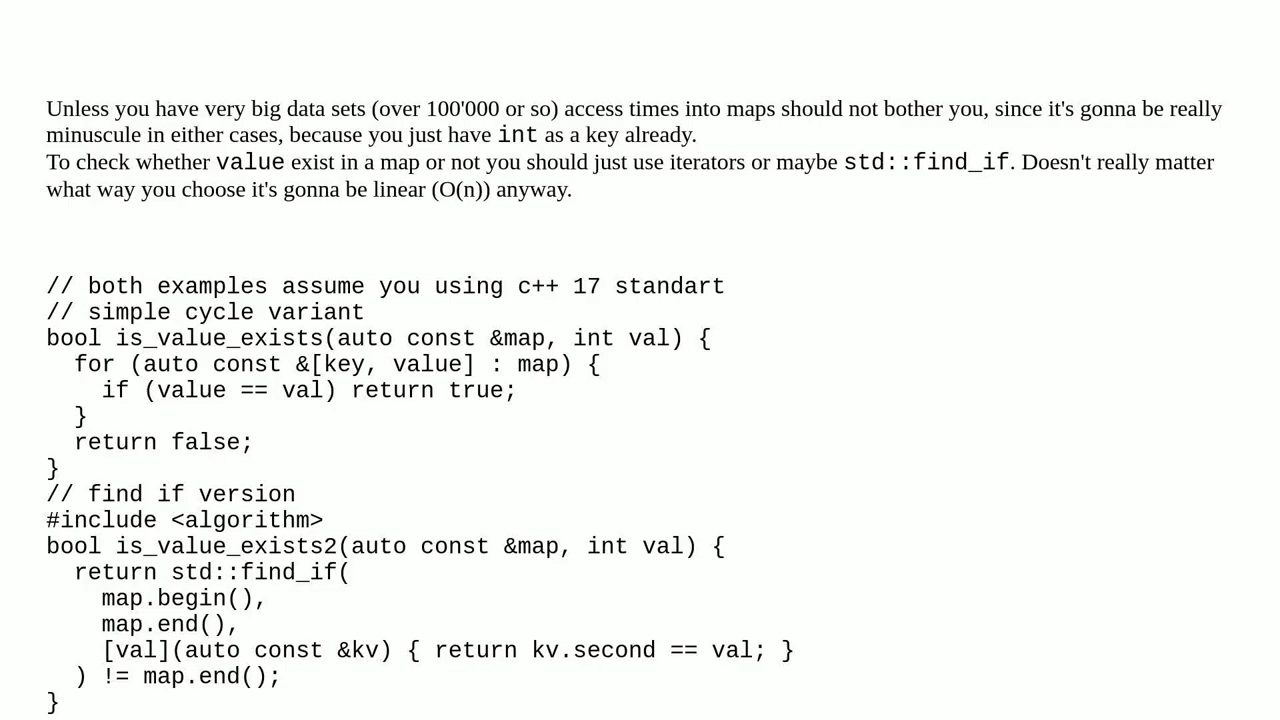 Unless you have very big data sets (over 100'000 or so) access times into maps should not bother you, since it's gonna be really
minuscule in either cases, because you just have int as a key already.
To check whether value exist in a map or not you should just use iterators or maybe std::find_if. Doesn't really matter
what way you choose it's gonna be linear (O(n)) anyway.
// both examples assume you using c++ 17 standart
// simple cycle variant
bool is_value_exists(auto const &map, int val) {
  for (auto const &[key, value] : map) {
    if (value == val) return true;
  }
  return false;
}
// find if version
#include <algorithm>
bool is_value_exists2(auto const &map, int val) {
  return std::find_if(
    map.begin(),
    map.end(),
    [val](auto const &kv) { return kv.second == val; }
  ) != map.end();
}